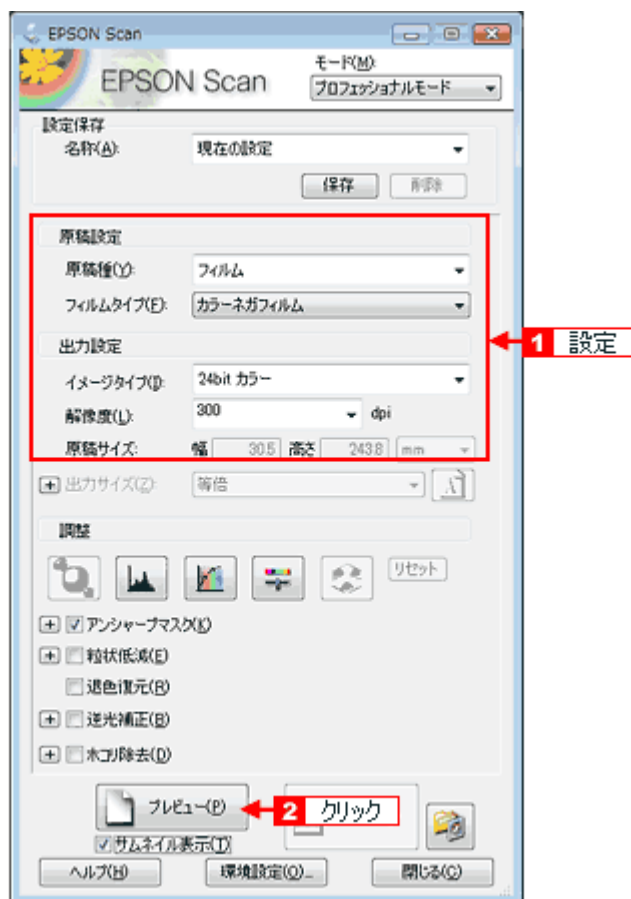 EPSON Scan
モード(M):
EPSON Scan
プロフェッショナルモード
設定保存
名称(A):
現在の設定
保存
削除
原稿設定
原稿種(Y):
フィルム
フィルムタイプ(F):
カラーネガフィルム
出力設定
1 設定
イメージタイプ(I):
24bit カラー
解像度(L):
300
dpi
原稿サイズ:
幅 30.5 高さ 243.8 mm
出力サイズ(Z):
等倍
調整
リセット
アンシャープマスク(K)
粒状低減(E)
退色復元(R)
逆光補正(B)
ホコリ除去(D)
プレビュー(P)
2 クリック
サムネイル表示(T)
ヘルプ(H)
環境設定(O)...
閉じる(C)